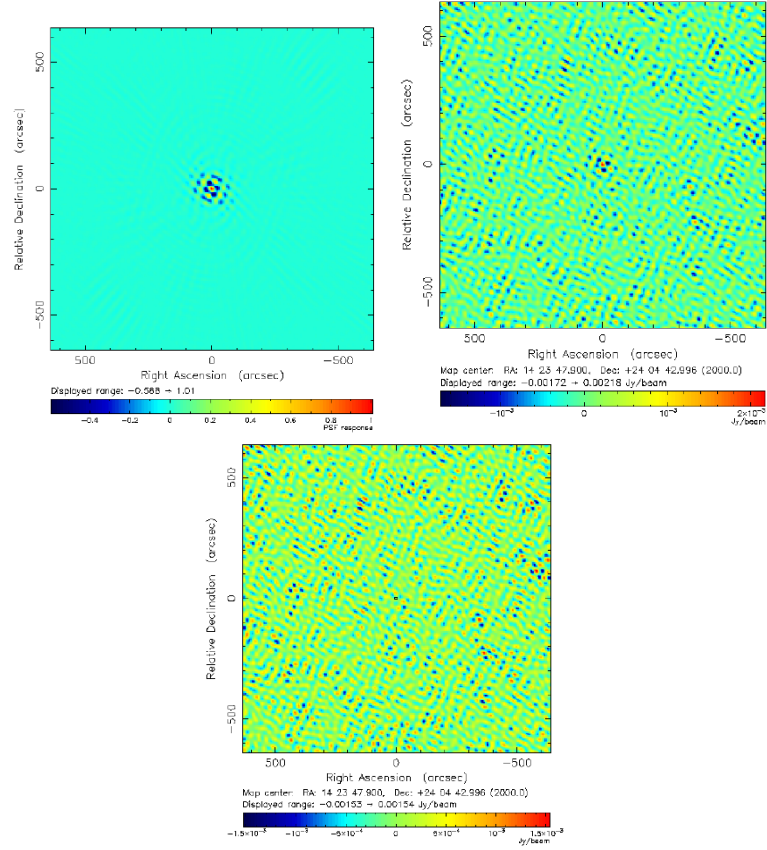 500
0
−500
Relative Declination (arcsec)
500 0 −500
Right Ascension (arcsec)
Displayed range: −0.588 → 1.01
−0.4 −0.2 0 0.2 0.4 0.6 0.8 1
PSF response
500
0
−500
Relative Declination (arcsec)
500 0 −500
Right Ascension (arcsec)
Map center: RA: 14 23 47.900, Dec: +24 04 42.996 (2000.0)
Displayed range: −0.00172 → 0.00218 Jy/beam
−10⁻³ 0 10⁻³ 2×10⁻³
Jy/beam
500
0
−500
Relative Declination (arcsec)
500 0 −500
Right Ascension (arcsec)
Map center: RA: 14 23 47.900, Dec: +24 04 42.996 (2000.0)
Displayed range: −0.00153 → 0.00154 Jy/beam
−1.5×10⁻³ −10⁻³ −5×10⁻⁴ 0 5×10⁻⁴ 10⁻³ 1.5×10⁻³
Jy/beam